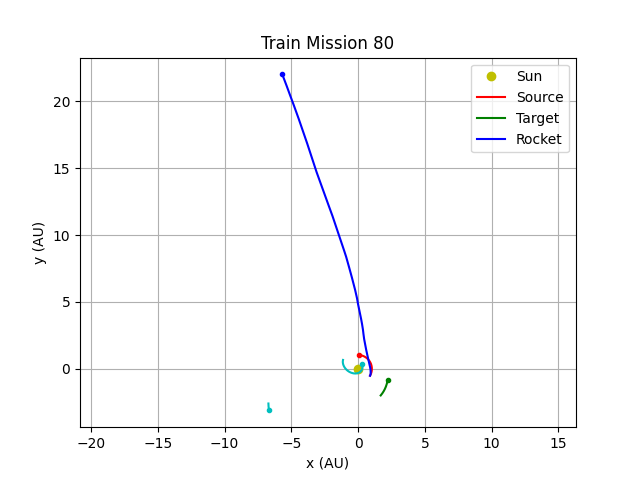 Train Mission 80
Sun
Source
Target
Rocket
20
15
10
5
0
−20
−15
−10
−5
0
5
10
15
y (AU)
x (AU)